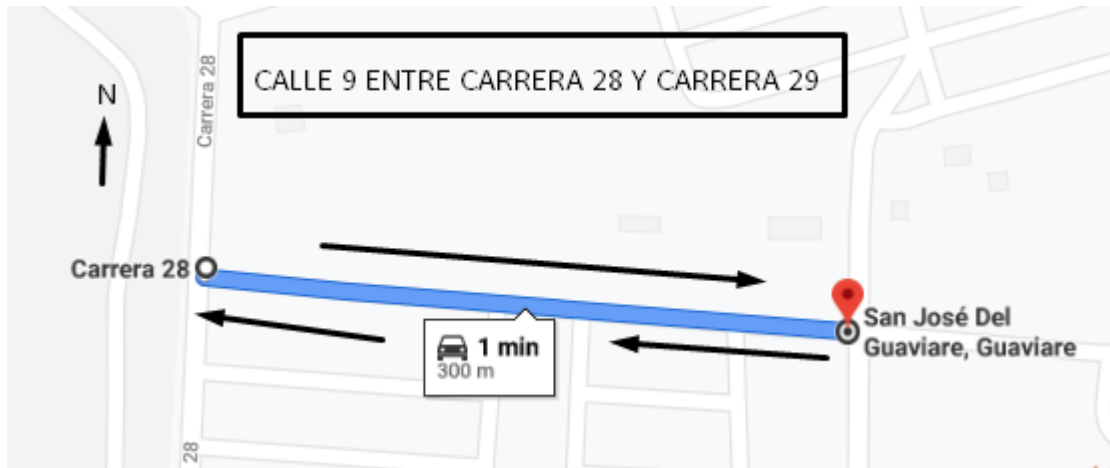 CALLE 9 ENTRE CARRERA 28 Y CARRERA 29
Carrera 28
N
Carrera 28
1 min
300 m
San José Del
Guaviare, Guaviare
28